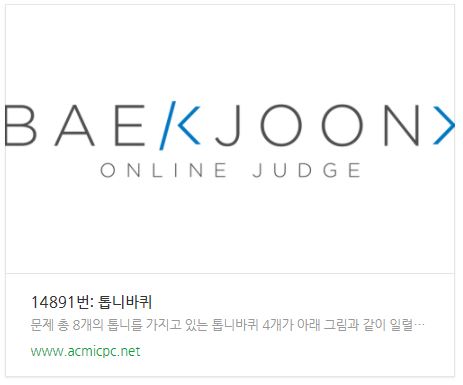 BAEKJOON>
ONLINE JUDGE
14891번: 톱니바퀴
문제 총 8개의 톱니를 가지고 있는 톱니바퀴 4개가 아래 그림과 같이 일렬…
www.acmicpc.net